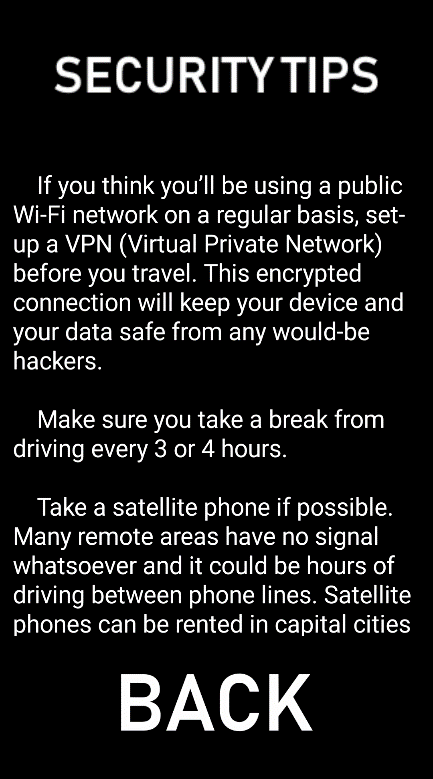 SECURITY TIPS
If you think you’ll be using a public
Wi-Fi network on a regular basis, set-
up a VPN (Virtual Private Network)
before you travel. This encrypted
connection will keep your device and
your data safe from any would-be
hackers.
Make sure you take a break from
driving every 3 or 4 hours.
Take a satellite phone if possible.
Many remote areas have no signal
whatsoever and it could be hours of
driving between phone lines. Satellite
phones can be rented in capital cities
BACK